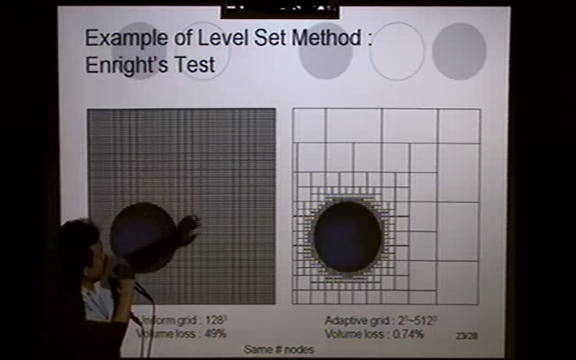 Example of Level Set Method :
Enright's Test
Uniform grid : 128³
Volume loss : 49%
Adaptive grid : 2⁰~512³
Volume loss : 0.74%
23/28
Same # nodes